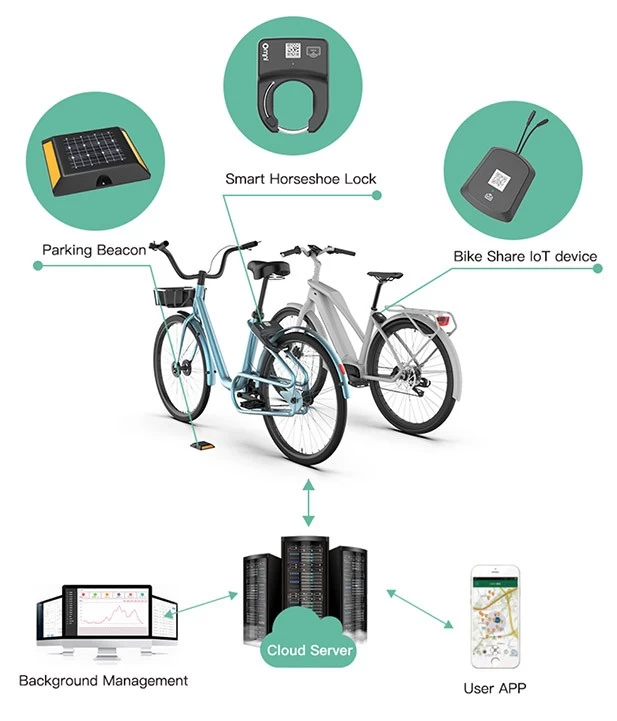 Omni
Smart Horseshoe Lock
Parking Beacon
Bike Share IoT device
Cloud Server
Background Management
User APP